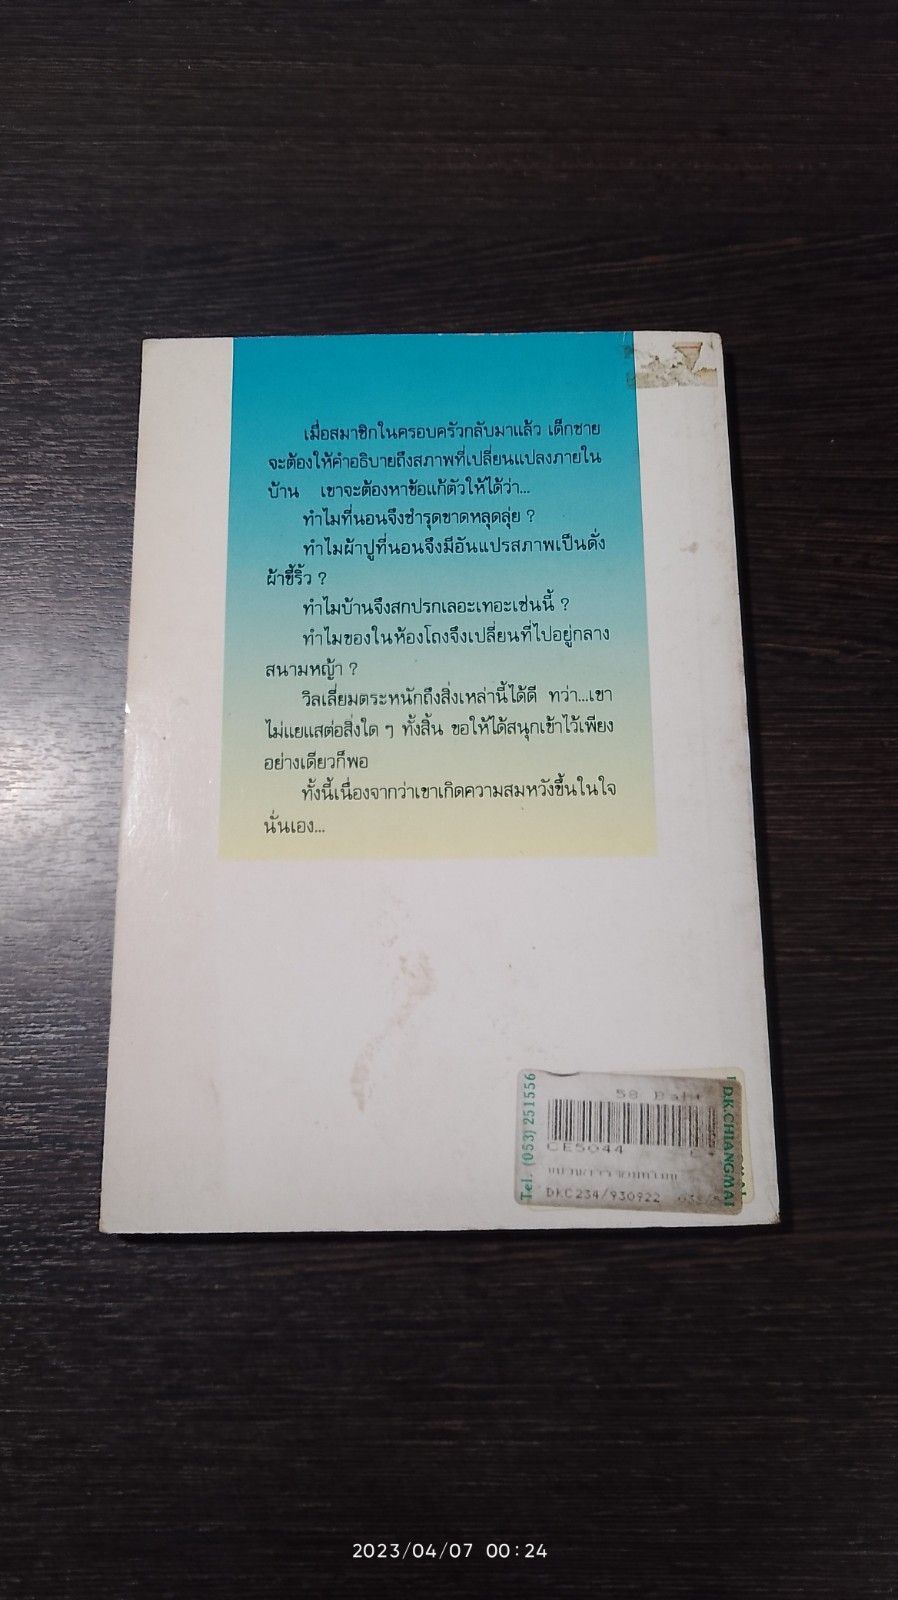 เมื่อสมาชิกในครอบครัวกลับมาแล้ว เด็กชาย
จะต้องให้คำอธิบายถึงสภาพที่เปลี่ยนแปลงภายใน
บ้าน เขาจะต้องหาข้อแก้ตัวให้ได้ว่า...
ทำไมที่นอนจึงชำรุดขาดหลุดลุ่ย ?
ทำไมผ้าปูที่นอนจึงมีอันแปรสภาพเป็นดั่ง
ผ้าขี้ริ้ว ?
ทำไมบ้านจึงสกปรกเลอะเทอะเช่นนี้ ?
ทำไมของในห้องโถงจึงเปลี่ยนที่ไปอยู่กลาง
สนามหญ้า ?
วิลเลี่ยมตระหนักถึงสิ่งเหล่านี้ได้ดี ทว่า...เขา
ไม่แยแสต่อสิ่งใด ๆ ทั้งสิ้น ขอให้ได้สนุกเข้าไว้เพียง
อย่างเดียวก็พอ
ทั้งนี้เนื่องจากว่าเขาเกิดความสมหวังขึ้นในใจ
นั่นเอง...
Tel. (053) 251556
58 Baht
CE5044
DKC234/930922
D.K.CHIANGMAI
2023/04/07 00:24